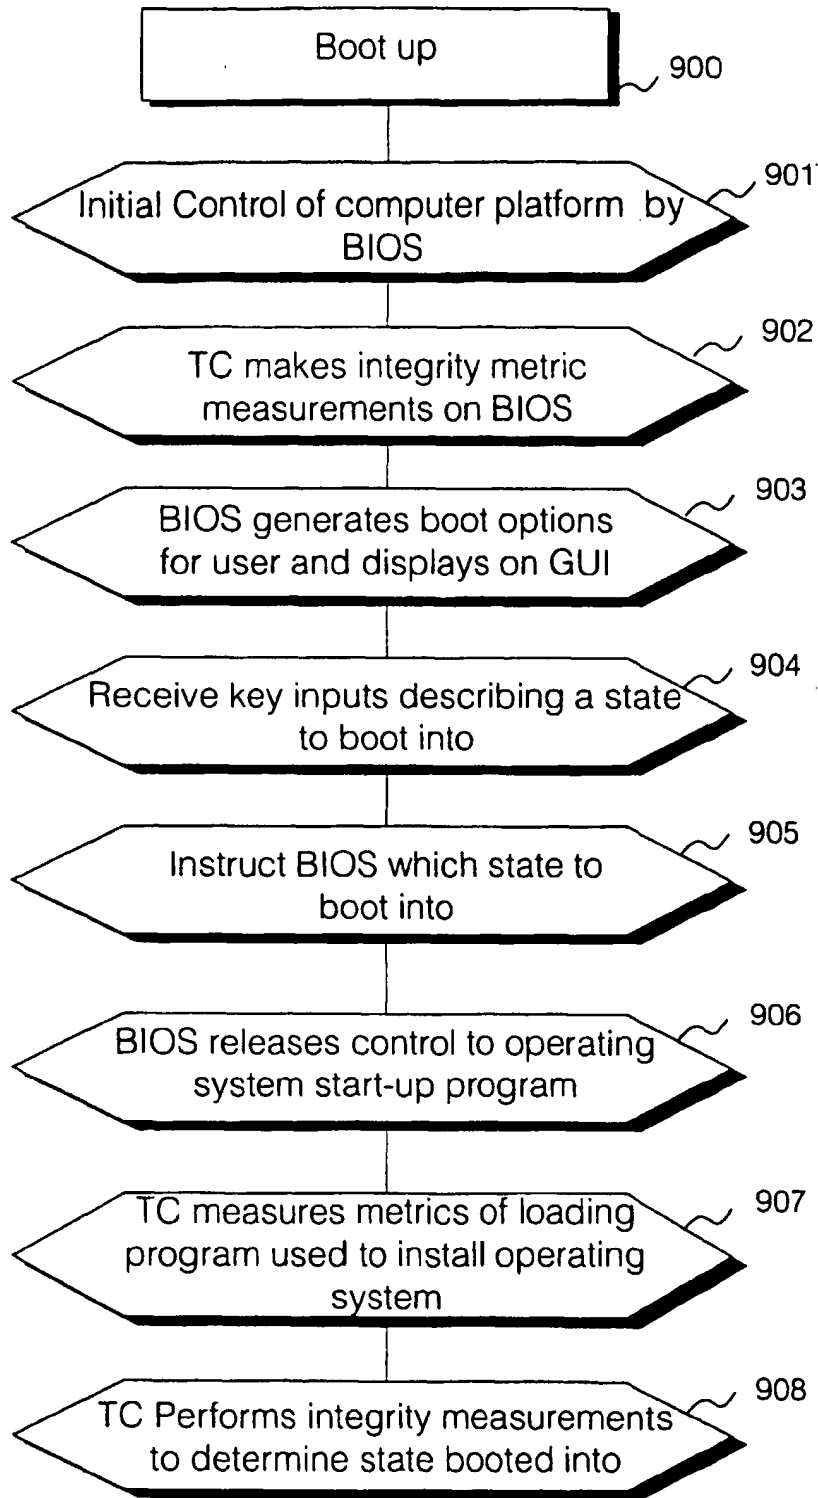 Boot up
900
901
Initial Control of computer platform by
BIOS
902
TC makes integrity metric
measurements on BIOS
903
BIOS generates boot options
for user and displays on GUI
904
Receive key inputs describing a state
to boot into
905
Instruct BIOS which state to
boot into
906
BIOS releases control to operating
system start-up program
907
TC measures metrics of loading
program used to install operating
system
908
TC Performs integrity measurements
to determine state booted into